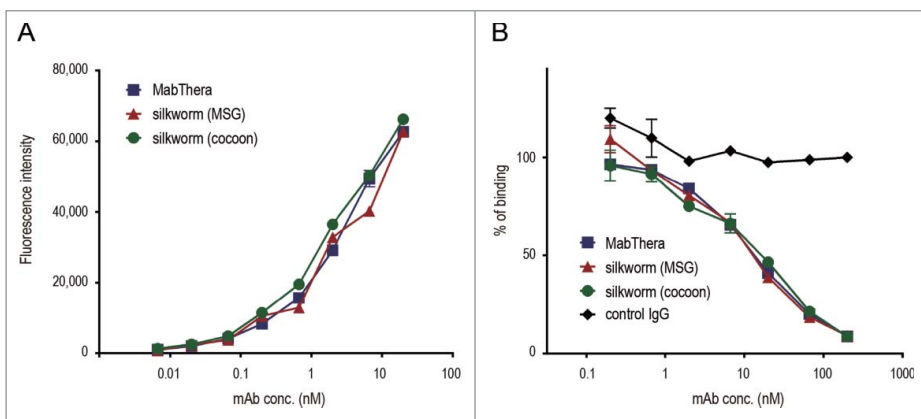 A
80,000
60,000
40,000
20,000
0
Fluorescence intensity
MabThera
silkworm (MSG)
silkworm (cocoon)
0.01 0.1 1 10 100
mAb conc. (nM)
B
100
50
0
% of binding
MabThera
silkworm (MSG)
silkworm (cocoon)
control IgG
0.1 1 10 100 1000
mAb conc. (nM)